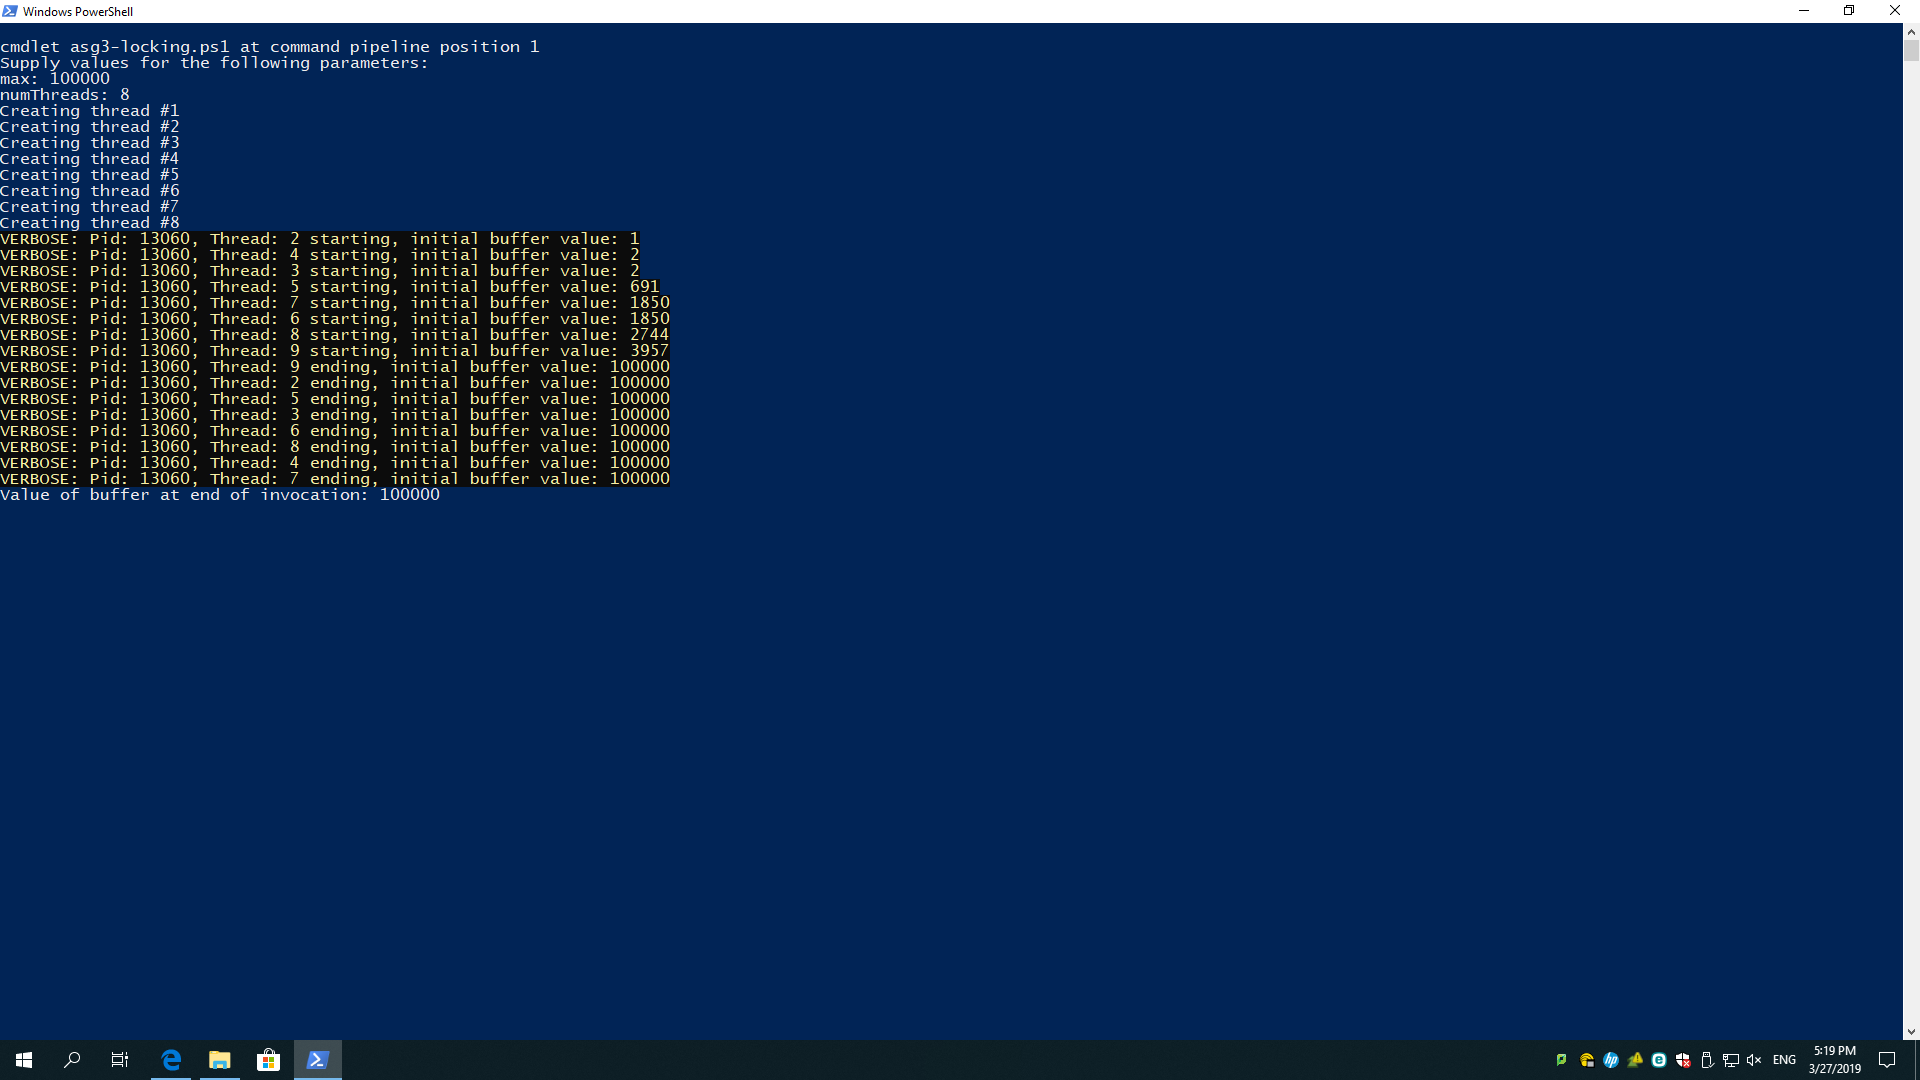 Windows PowerShell
cmdlet asg3-locking.ps1 at command pipeline position 1
Supply values for the following parameters:
max: 100000
numThreads: 8
Creating thread #1
Creating thread #2
Creating thread #3
Creating thread #4
Creating thread #5
Creating thread #6
Creating thread #7
Creating thread #8
VERBOSE: Pid: 13060, Thread: 2 starting, initial buffer value: 1
VERBOSE: Pid: 13060, Thread: 4 starting, initial buffer value: 2
VERBOSE: Pid: 13060, Thread: 3 starting, initial buffer value: 2
VERBOSE: Pid: 13060, Thread: 5 starting, initial buffer value: 691
VERBOSE: Pid: 13060, Thread: 7 starting, initial buffer value: 1850
VERBOSE: Pid: 13060, Thread: 6 starting, initial buffer value: 1850
VERBOSE: Pid: 13060, Thread: 8 starting, initial buffer value: 2744
VERBOSE: Pid: 13060, Thread: 9 starting, initial buffer value: 3957
VERBOSE: Pid: 13060, Thread: 9 ending, initial buffer value: 100000
VERBOSE: Pid: 13060, Thread: 2 ending, initial buffer value: 100000
VERBOSE: Pid: 13060, Thread: 5 ending, initial buffer value: 100000
VERBOSE: Pid: 13060, Thread: 3 ending, initial buffer value: 100000
VERBOSE: Pid: 13060, Thread: 6 ending, initial buffer value: 100000
VERBOSE: Pid: 13060, Thread: 8 ending, initial buffer value: 100000
VERBOSE: Pid: 13060, Thread: 4 ending, initial buffer value: 100000
VERBOSE: Pid: 13060, Thread: 7 ending, initial buffer value: 100000
Value of buffer at end of invocation: 100000
ENG
5:19 PM
3/27/2019